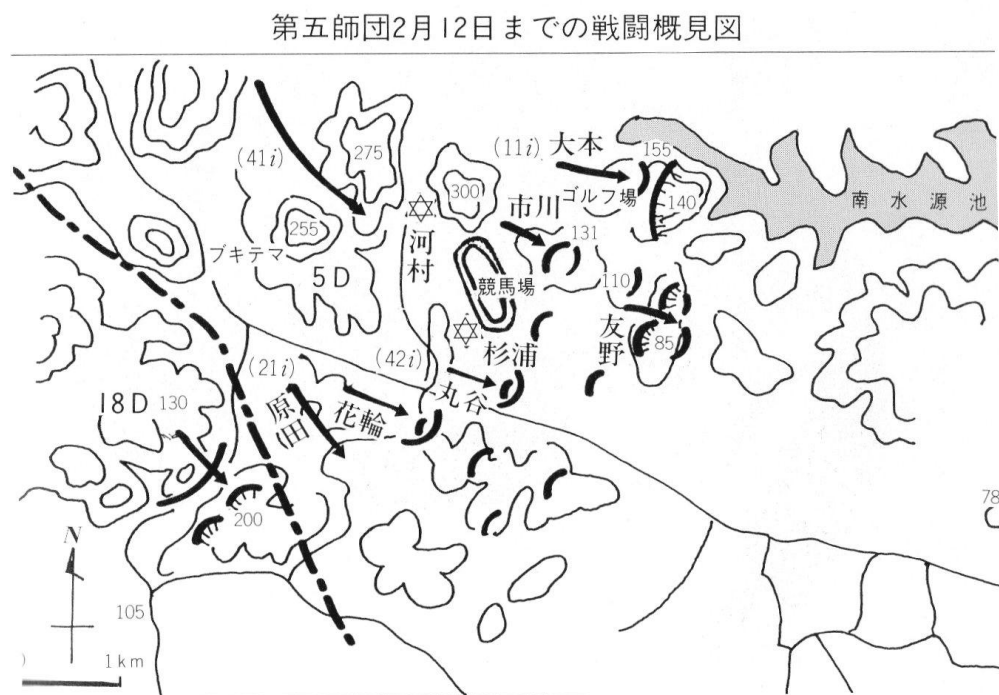 第五師団2月12日までの戦闘概見図
(41i)
275
300
(11i)
大本
155
ゴルフ場
140
南水源池
255
ブキテマ
5D
河村
市川
131
競馬場
110
友野
85
杉浦
(42i)
丸谷
(21i)
原田
花輪
18D
130
200
78
N
105
)
1km